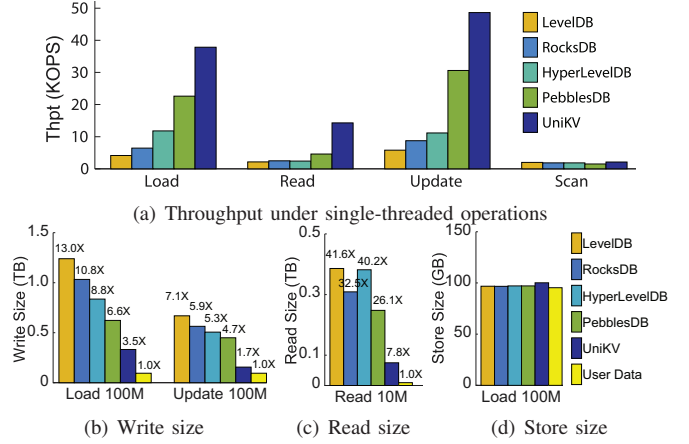 50
40
30
20
10
0
Thpt (KOPS)
LevelDB
RocksDB
HyperLevelDB
PebblesDB
UniKV
Load
Read
Update
Scan
(a) Throughput under single-threaded operations
1.5
1.0
0.5
0
Write Size (TB)
13.0X
10.8X
8.8X
6.6X
3.5X
1.0X
7.1X
5.9X
5.3X
4.7X
1.7X
1.0X
Load 100M
Update 100M
(b) Write size
0.5
0.3
0.1
0
Read Size (TB)
41.6X
32.5X
40.2X
26.1X
7.8X
1.0X
Read 10M
(c) Read size
150
100
50
0
Store Size (GB)
Load 100M
(d) Store size
LevelDB
RocksDB
HyperLevelDB
PebblesDB
UniKV
User Data